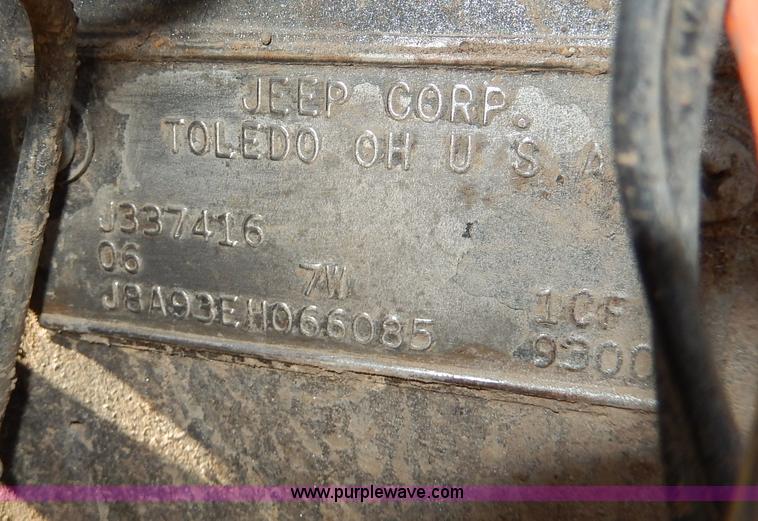 JEEP CORP.
TOLEDO OH U S.A
J337416
06 7W 1CF
J8A93EH066085 9300
www.purplewave.com